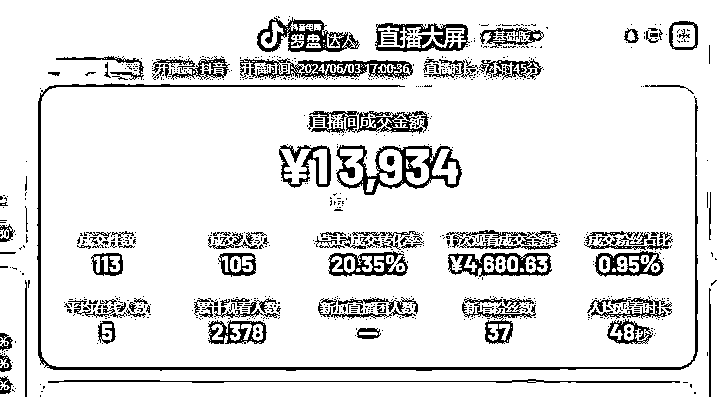 抖音电商
罗盘 达人 直播大屏 基础版
开播平台: 抖音 开播时间: 2024/06/03 17:00:36 直播时长: 7小时45分
直播间成交金额
¥13,934
成交件数 成交人数 点击-成交转化率 千次观看成交金额 成交粉丝占比
113 105 20.35% ¥4,680.63 0.95%
平均在线人数 累计观看人数 新加直播团人数 新增粉丝数 人均观看时长
5 2,378 — 37 48秒